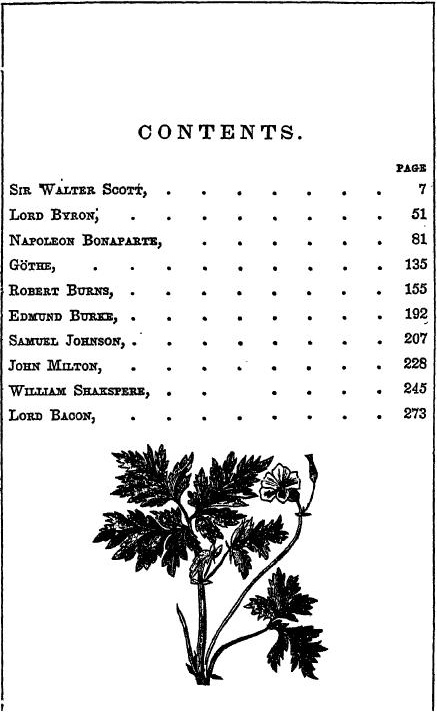 CONTENTS.
PAGE
SIR WALTER SCOTT, . . . . . . . 7
LORD BYRON, . . . . . . . . 51
NAPOLEON BONAPARTE, . . . . . . 81
GÖTHE, . . . . . . . . . 135
ROBERT BURNS, . . . . . . . . 155
EDMUND BURKE, . . . . . . . . 192
SAMUEL JOHNSON, . . . . . . . . 207
JOHN MILTON, . . . . . . . . 228
WILLIAM SHAKSPERE, . . . . . . 245
LORD BACON, . . . . . . . . 273